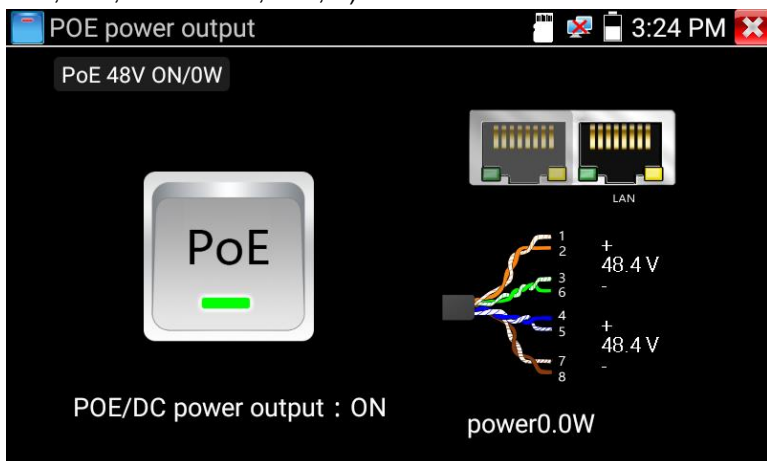 POE power output
3:24 PM
PoE 48V ON/0W
LAN
PoE
1
2
+
48.4 V
3
6
-
4
5
+
48.4 V
7
8
-
POE/DC power output : ON
power0.0W